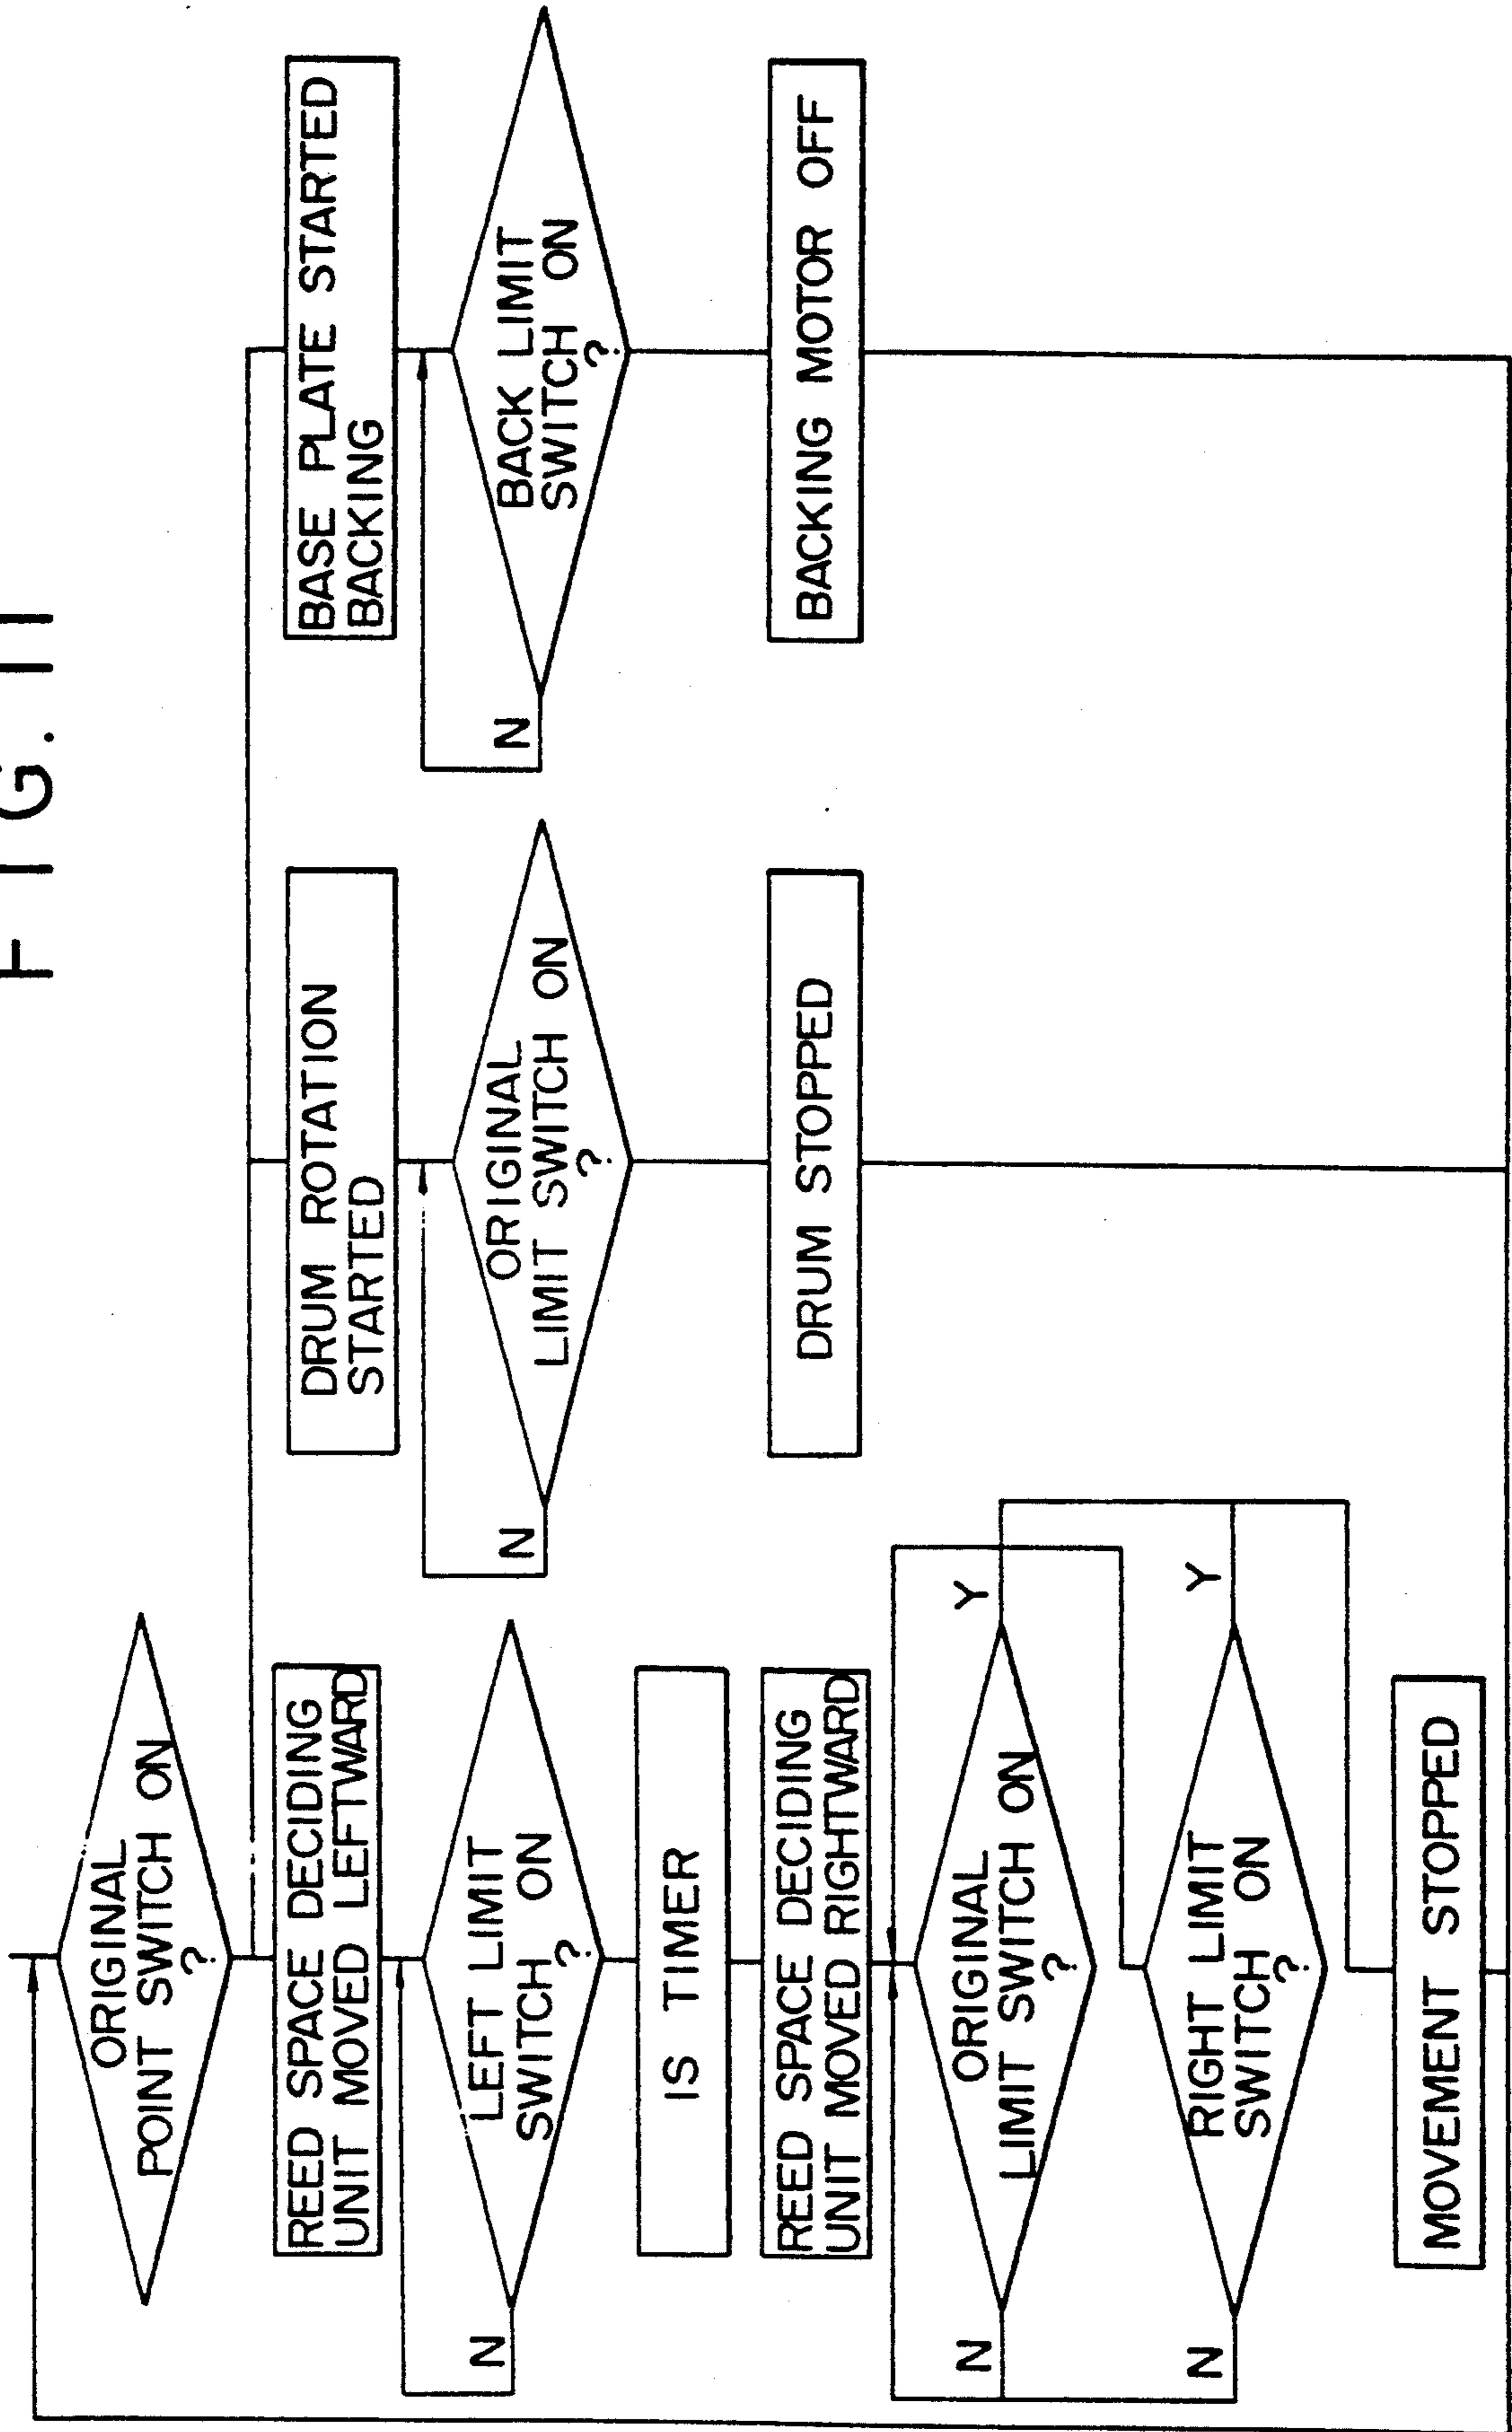 FIG. 11
ORIGINAL
POINT SWITCH ON
?
REED SPACE DECIDING
UNIT MOVED LEFTWARD
LEFT LIMIT
SWITCH ON
?
N
IS TIMER
REED SPACE DECIDING
UNIT MOVED RIGHTWARD
ORIGINAL
LIMIT SWITCH ON
?
N
Y
RIGHT LIMIT
SWITCH ON
?
N
Y
MOVEMENT STOPPED
DRUM ROTATION
STARTED
ORIGINAL
LIMIT SWITCH ON
?
N
DRUM STOPPED
BASE PLATE STARTED
BACKING
BACK LIMIT
SWITCH ON
?
N
BACKING MOTOR OFF